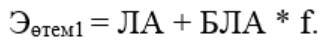 Эөтем1 = ЛА + БЛА * f.